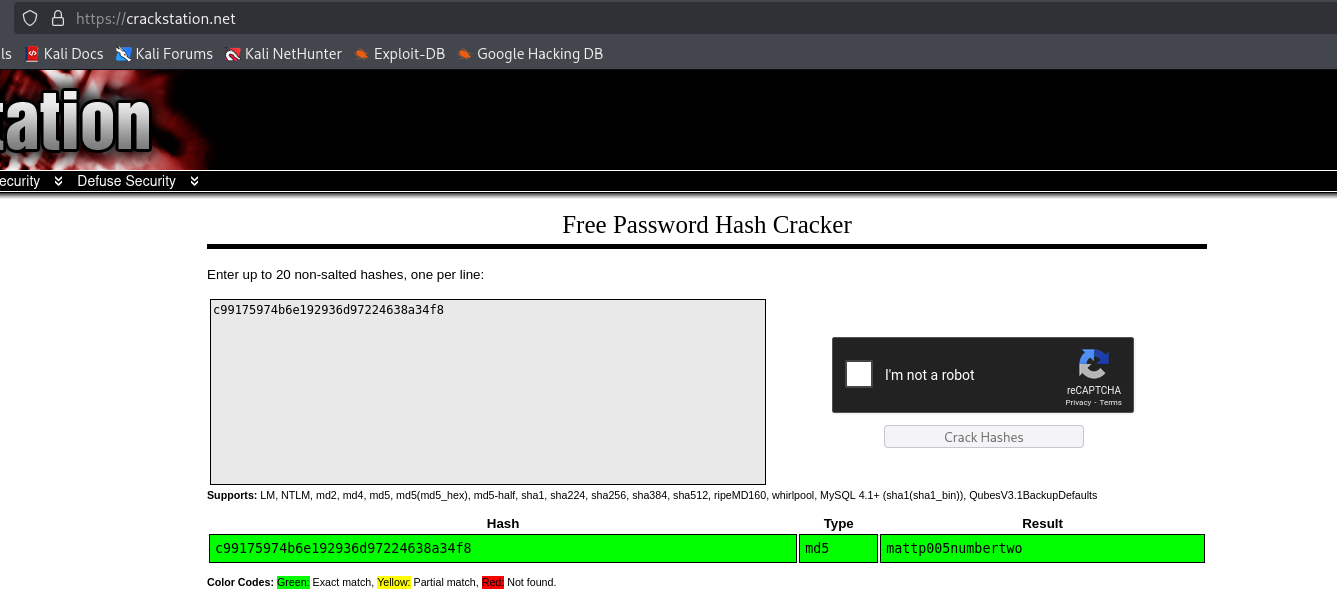 https://crackstation.net
ls Kali Docs Kali Forums Kali NetHunter Exploit-DB Google Hacking DB
tation
ecurity Defuse Security
Free Password Hash Cracker
Enter up to 20 non-salted hashes, one per line:
c99175974b6e192936d97224638a34f8
I'm not a robot
reCAPTCHA
Privacy - Terms
Crack Hashes
Supports: LM, NTLM, md2, md4, md5, md5(md5_hex), md5-half, sha1, sha224, sha256, sha384, sha512, ripeMD160, whirlpool, MySQL 4.1+ (sha1(sha1_bin)), QubesV3.1BackupDefaults
Hash Type Result
c99175974b6e192936d97224638a34f8 md5 mattp005numbertwo
Color Codes: Green: Exact match, Yellow: Partial match, Red: Not found.